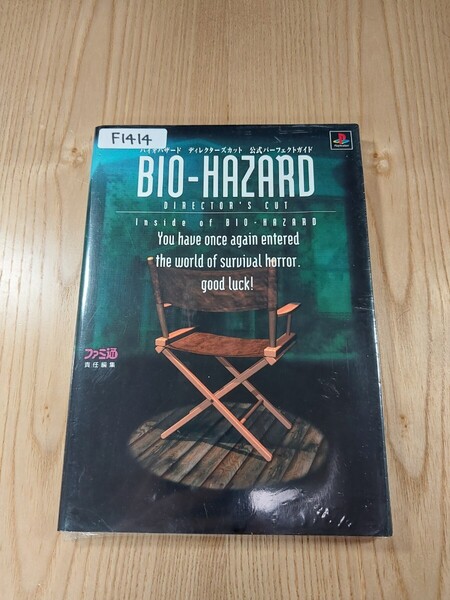 F1414
バイオハザード ディレクターズカット 公式パーフェクトガイド
PlayStation
BIO-HAZARD
DIRECTOR'S CUT
Inside of BIO-HAZARD
You have once again entered
the world of survival horror.
good luck!
ファミ通
責任編集